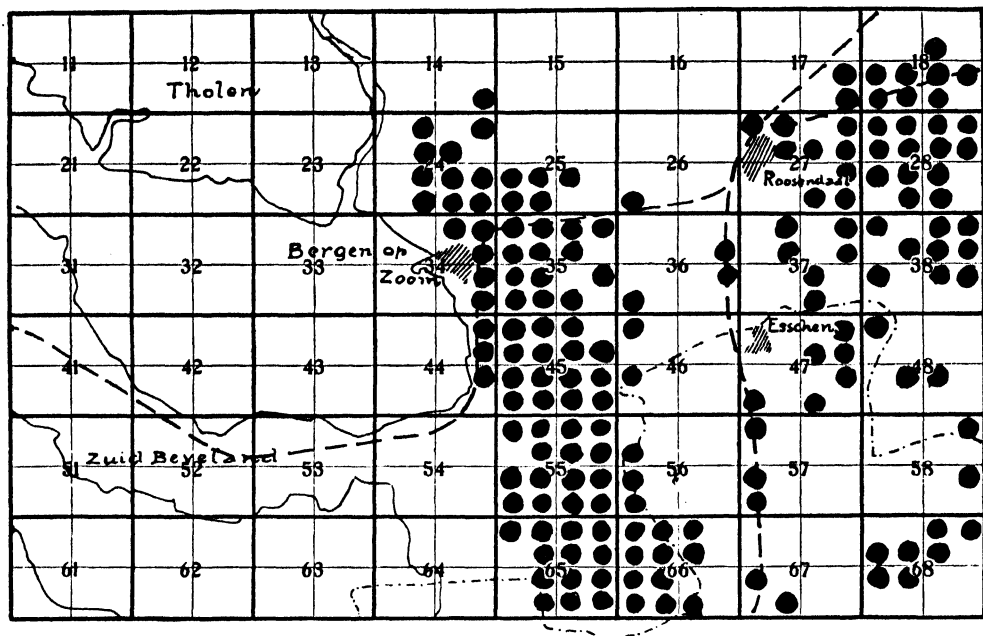 11 12 13 14 15 16 17 18
Tholen
21 22 23 24 25 26 27 28
Roosendaal
Bergen op
Zoom
31 32 33 35 36 37 38
Esschen
41 42 43 44 45 46 47 48
Zuid Beveland
51 52 53 54 55 56 57 58
61 62 63 64 65 66 67 68